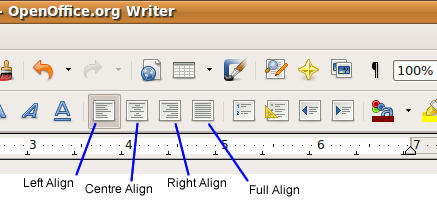 - OpenOffice.org Writer
¶ 100%
A A
3 4 5 6 7
Left Align Centre Align Right Align Full Align